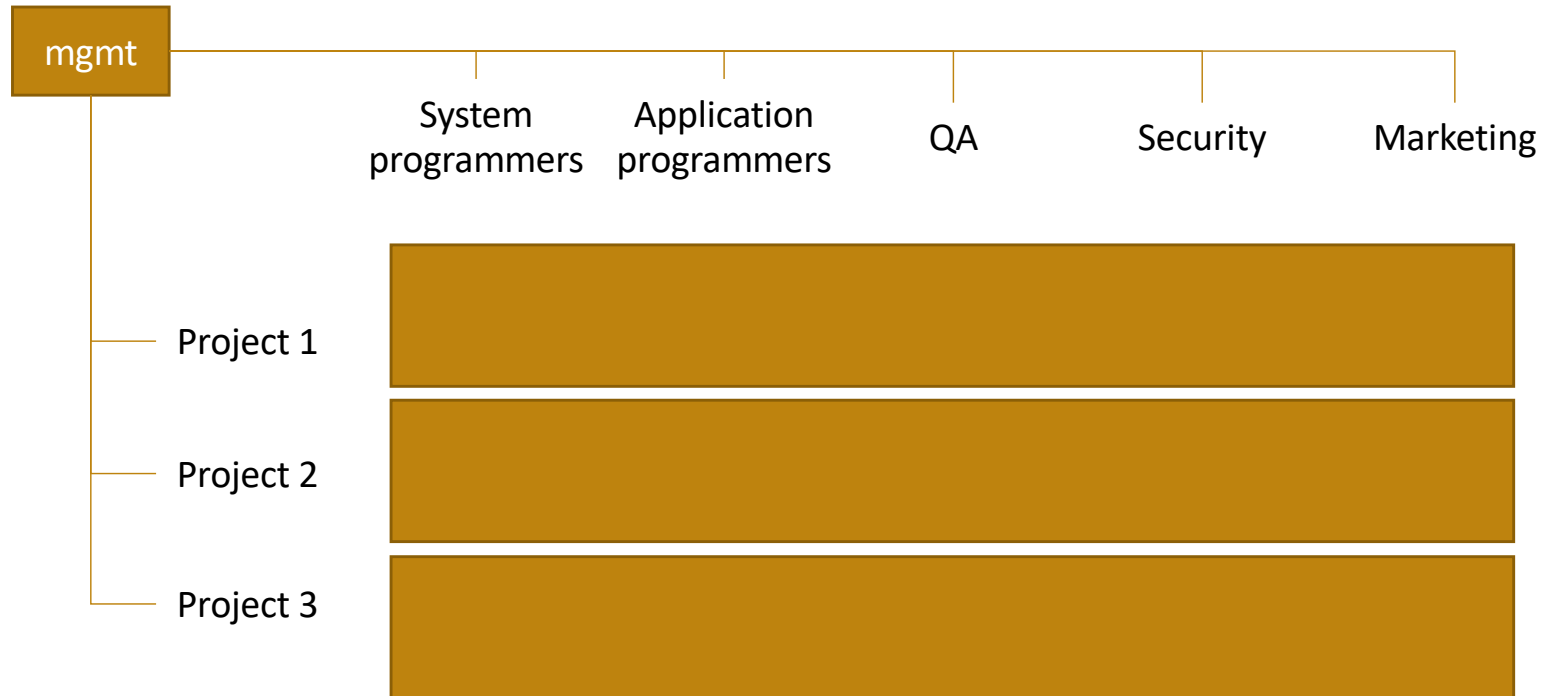 mgmt
System
programmers
Application
programmers
QA
Security
Marketing
Project 1
Project 2
Project 3